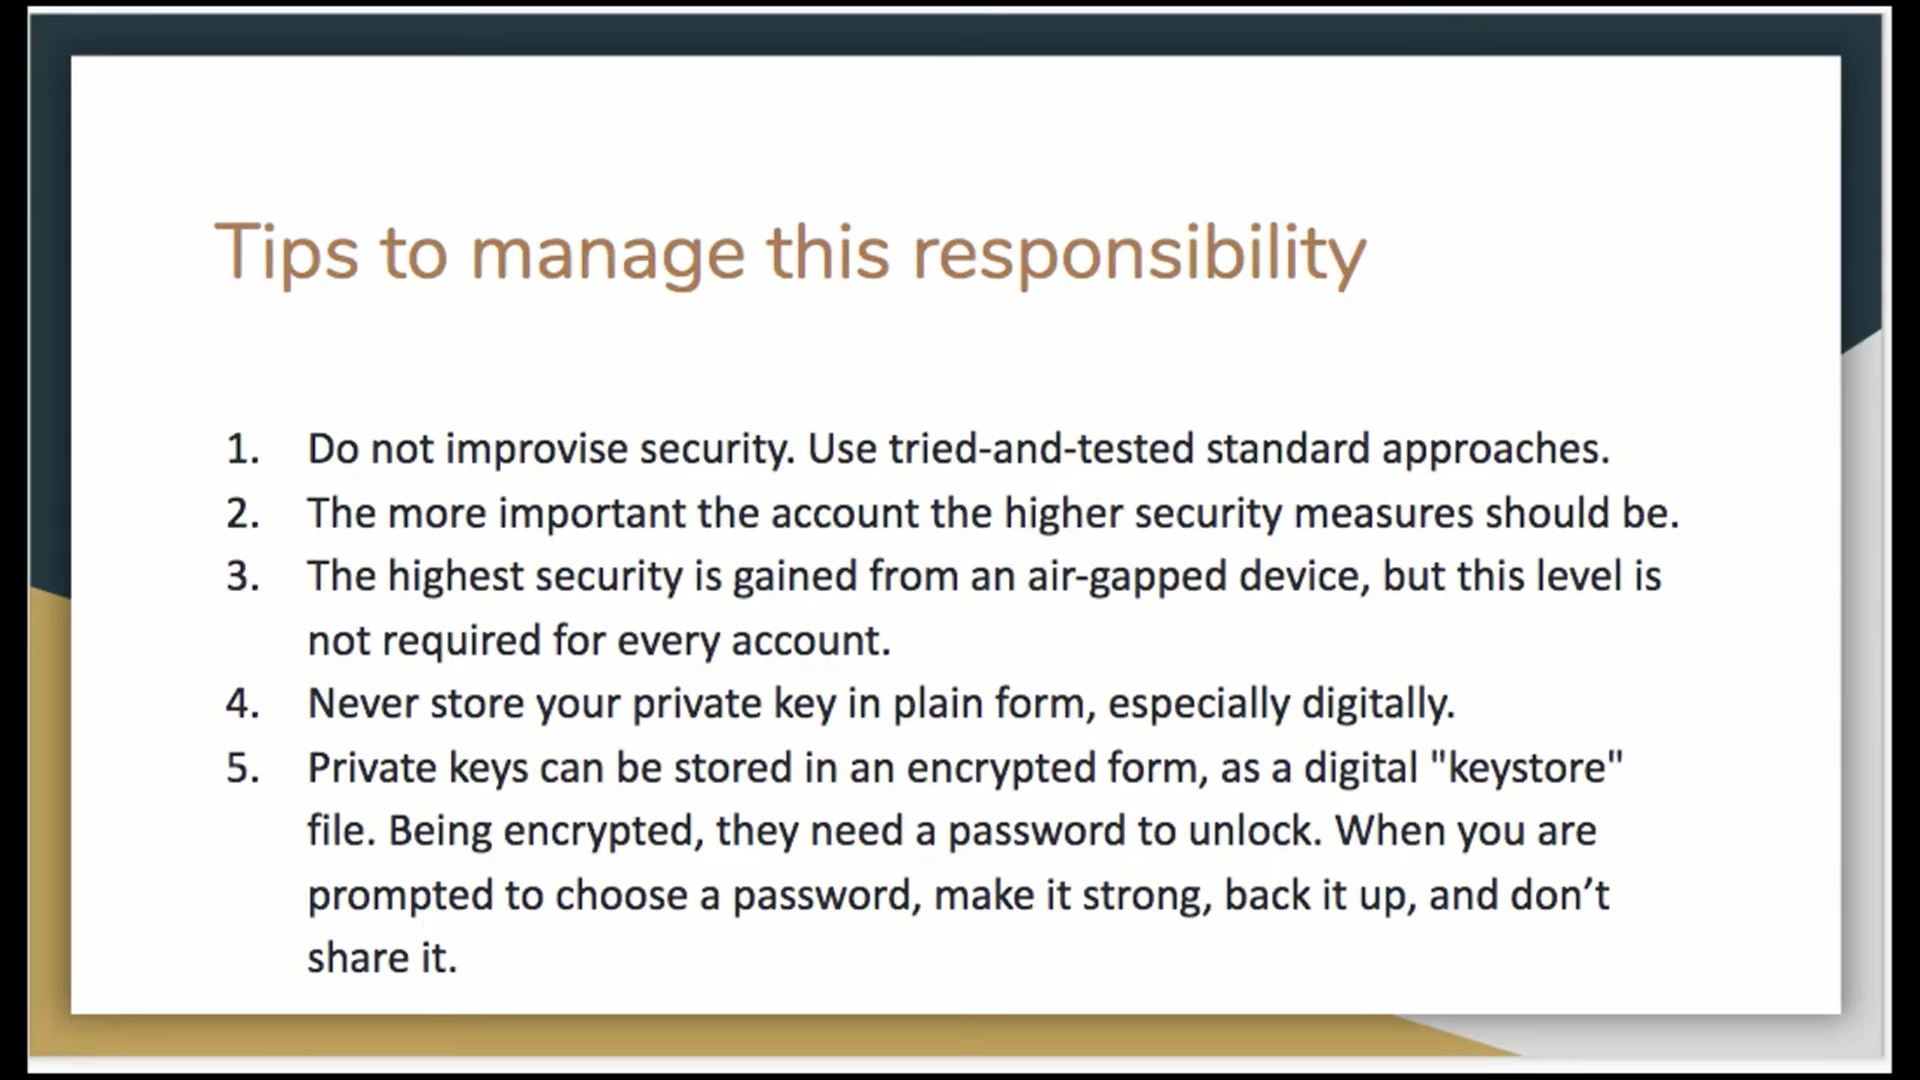 Tips to manage this responsibility
1. Do not improvise security. Use tried-and-tested standard approaches.
2. The more important the account the higher security measures should be.
3. The highest security is gained from an air-gapped device, but this level is
not required for every account.
4. Never store your private key in plain form, especially digitally.
5. Private keys can be stored in an encrypted form, as a digital "keystore"
file. Being encrypted, they need a password to unlock. When you are
prompted to choose a password, make it strong, back it up, and don’t
share it.